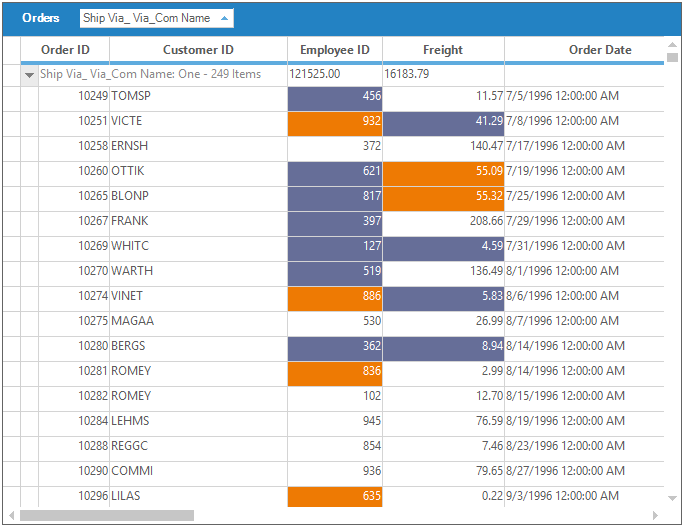 Orders Ship Via_ Via_Com Name
Order ID Customer ID Employee ID Freight Order Date
Ship Via_ Via_Com Name: One - 249 Items 121525.00 16183.79
10249 TOMSP 456 11.57 7/5/1996 12:00:00 AM
10251 VICTE 932 41.29 7/8/1996 12:00:00 AM
10258 ERNSH 372 140.47 7/17/1996 12:00:00 AM
10260 OTTIK 621 55.09 7/19/1996 12:00:00 AM
10265 BLONP 817 55.32 7/25/1996 12:00:00 AM
10267 FRANK 397 208.66 7/29/1996 12:00:00 AM
10269 WHITC 127 4.59 7/31/1996 12:00:00 AM
10270 WARTH 519 136.49 8/1/1996 12:00:00 AM
10274 VINET 886 5.83 8/6/1996 12:00:00 AM
10275 MAGAA 530 26.99 8/7/1996 12:00:00 AM
10280 BERGS 362 8.94 8/14/1996 12:00:00 AM
10281 ROMEY 836 2.99 8/14/1996 12:00:00 AM
10282 ROMEY 102 12.70 8/15/1996 12:00:00 AM
10284 LEHMS 945 76.59 8/19/1996 12:00:00 AM
10288 REGGC 854 7.46 8/23/1996 12:00:00 AM
10290 COMMI 936 79.65 8/27/1996 12:00:00 AM
10296 LILAS 635 0.22 9/3/1996 12:00:00 AM